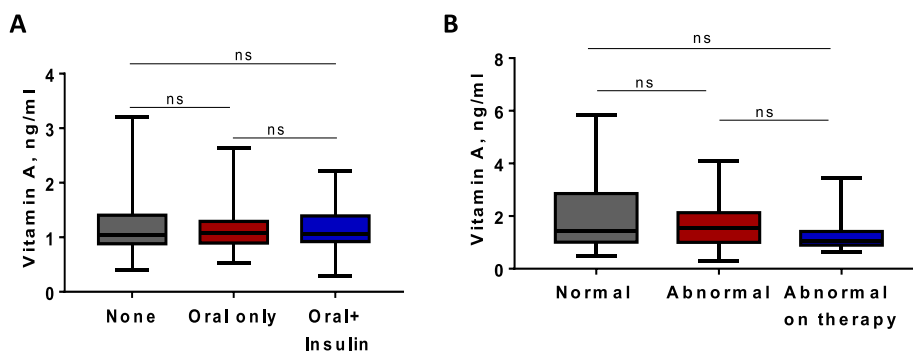 A
Vitamin A, ng/ml
4
3
2
1
0
ns
ns
ns
None
Oral only
Oral+
Insulin
B
Vitamin A, ng/ml
8
6
4
2
0
ns
ns
ns
Normal
Abnormal
Abnormal
on therapy